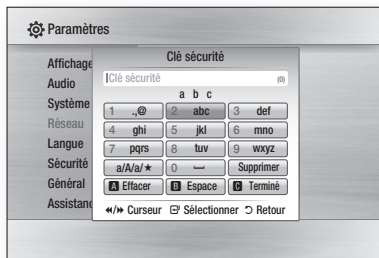 Paramètres
Affichage
Audio
Système
Réseau
Langue
Sécurité
Général
Clé sécurité
Clé sécurité (0)
a b c
1 .,@ 2 abc 3 def
4 ghi 5 jkl 6 mno
7 pqrs 8 tuv 9 wxyz
a/A/a/★ 0 Supprimer
A Effacer B Espace C Terminé
◂◂/▸▸ Curseur Sélectionner Retour